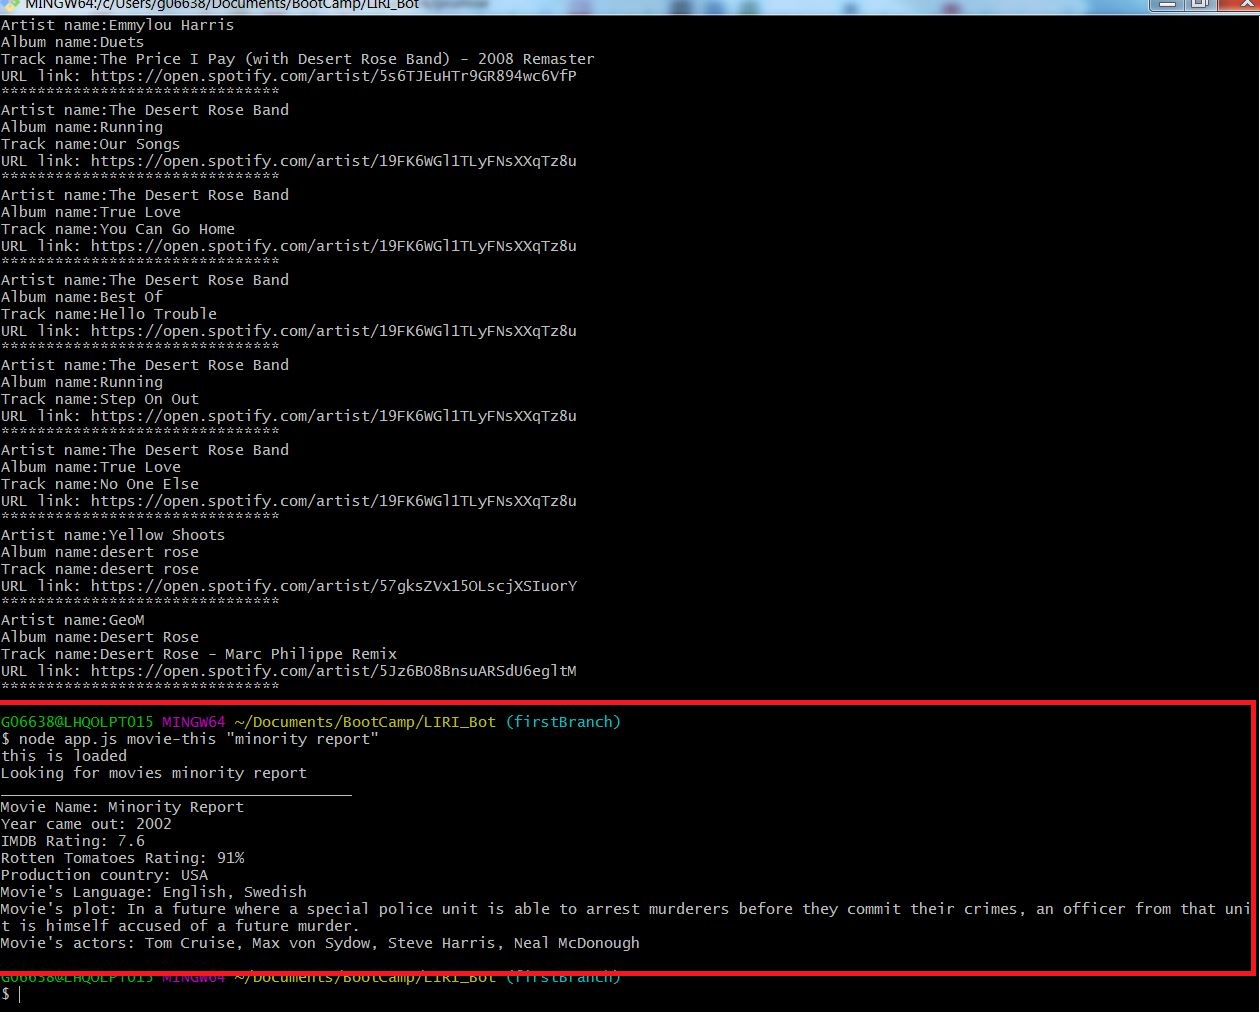 MINGW64:/c/Users/g06638/Documents/BootCamp/LIRI_Bot
Artist name:Emmylou Harris
Album name:Duets
Track name:The Price I Pay (with Desert Rose Band) - 2008 Remaster
URL link: https://open.spotify.com/artist/5s6TJEuHTr9GR894wc6VfP
*******************************
Artist name:The Desert Rose Band
Album name:Running
Track name:Our Songs
URL link: https://open.spotify.com/artist/19FK6WGl1TLyFNsXXqTz8u
*******************************
Artist name:The Desert Rose Band
Album name:True Love
Track name:You Can Go Home
URL link: https://open.spotify.com/artist/19FK6WGl1TLyFNsXXqTz8u
*******************************
Artist name:The Desert Rose Band
Album name:Best Of
Track name:Hello Trouble
URL link: https://open.spotify.com/artist/19FK6WGl1TLyFNsXXqTz8u
*******************************
Artist name:The Desert Rose Band
Album name:Running
Track name:Step On Out
URL link: https://open.spotify.com/artist/19FK6WGl1TLyFNsXXqTz8u
*******************************
Artist name:The Desert Rose Band
Album name:True Love
Track name:No One Else
URL link: https://open.spotify.com/artist/19FK6WGl1TLyFNsXXqTz8u
*******************************
Artist name:Yellow Shoots
Album name:desert rose
Track name:desert rose
URL link: https://open.spotify.com/artist/57gksZVx15OLscjXSIuorY
*******************************
Artist name:GeoM
Album name:Desert Rose
Track name:Desert Rose - Marc Philippe Remix
URL link: https://open.spotify.com/artist/5Jz6BO8BnsuARSdU6egltM
*******************************
G06638@LHQOLPT015 MINGW64 ~/Documents/BootCamp/LIRI_Bot (firstBranch)
$ node app.js movie-this "minority report"
this is loaded
Looking for movies minority report
_______________________________________
Movie Name: Minority Report
Year came out: 2002
IMDB Rating: 7.6
Rotten Tomatoes Rating: 91%
Production country: USA
Movie's Language: English, Swedish
Movie's plot: In a future where a special police unit is able to arrest murderers before they commit their crimes, an officer from that uni
t is himself accused of a future murder.
Movie's actors: Tom Cruise, Max von Sydow, Steve Harris, Neal McDonough
G06638@LHQOLPT015 MINGW64 ~/Documents/BootCamp/LIRI_Bot (firstBranch)
$